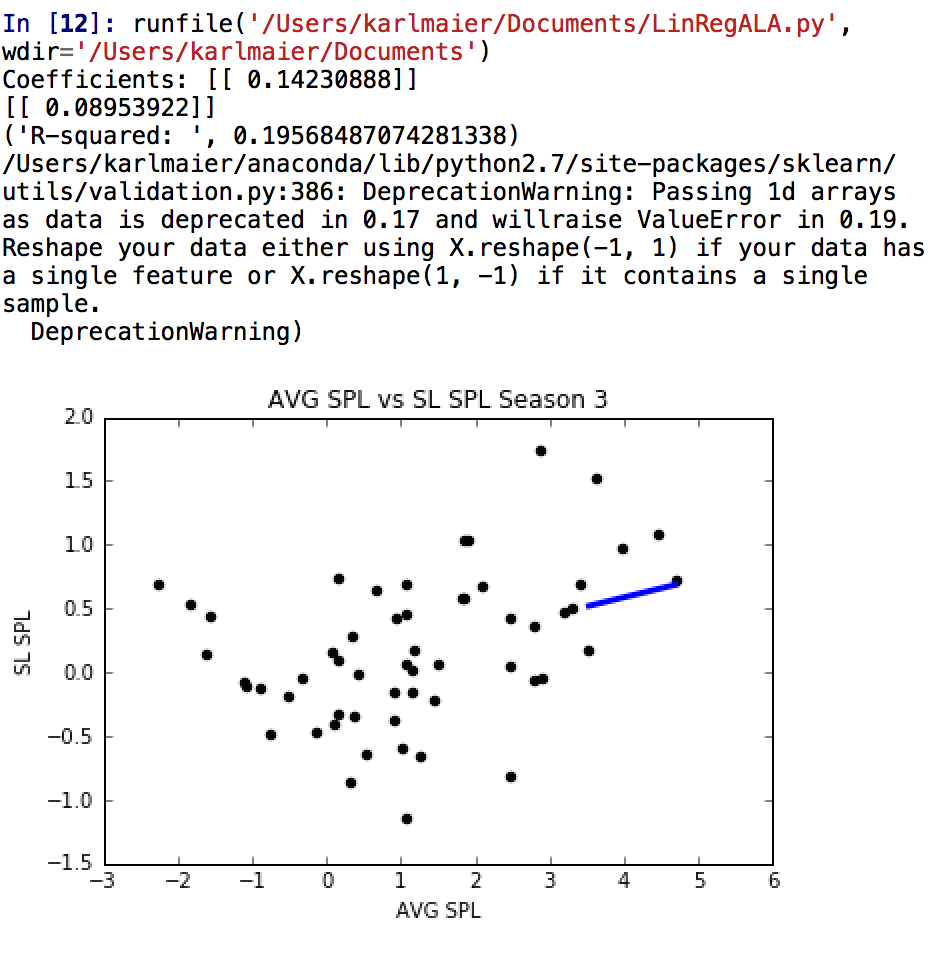 In [12]: runfile('/Users/karlmaier/Documents/LinRegALA.py',
wdir='/Users/karlmaier/Documents')
Coefficients: [[ 0.14230888]]
[[ 0.08953922]]
('R-squared: ', 0.19568487074281338)
/Users/karlmaier/anaconda/lib/python2.7/site-packages/sklearn/
utils/validation.py:386: DeprecationWarning: Passing 1d arrays
as data is deprecated in 0.17 and willraise ValueError in 0.19.
Reshape your data either using X.reshape(-1, 1) if your data has
a single feature or X.reshape(1, -1) if it contains a single
sample.
  DeprecationWarning)
AVG SPL vs SL SPL Season 3
2.0
1.5
1.0
0.5
0.0
−0.5
−1.0
−1.5
SL SPL
−3 −2 −1 0 1 2 3 4 5 6
AVG SPL